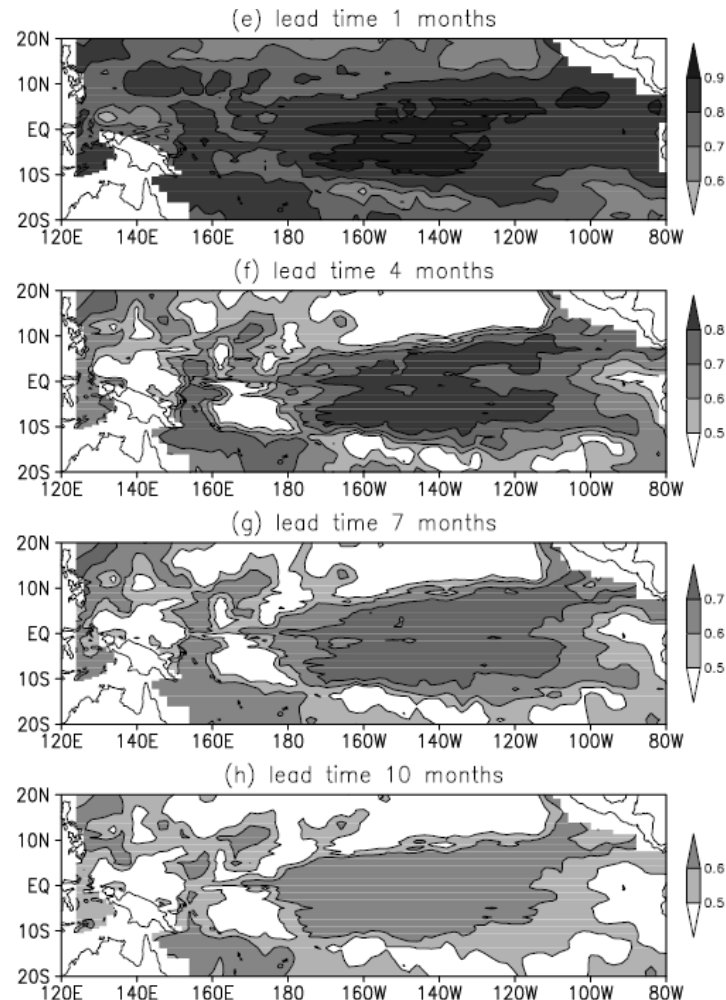 (e) lead time 1 months
20N
10N
EQ
10S
20S
120E 140E 160E 180 160W 140W 120W 100W 80W
0.9
0.8
0.7
0.6
(f) lead time 4 months
20N
10N
EQ
10S
20S
120E 140E 160E 180 160W 140W 120W 100W 80W
0.8
0.7
0.6
0.5
(g) lead time 7 months
20N
10N
EQ
10S
20S
120E 140E 160E 180 160W 140W 120W 100W 80W
0.7
0.6
0.5
(h) lead time 10 months
20N
10N
EQ
10S
20S
120E 140E 160E 180 160W 140W 120W 100W 80W
0.6
0.5